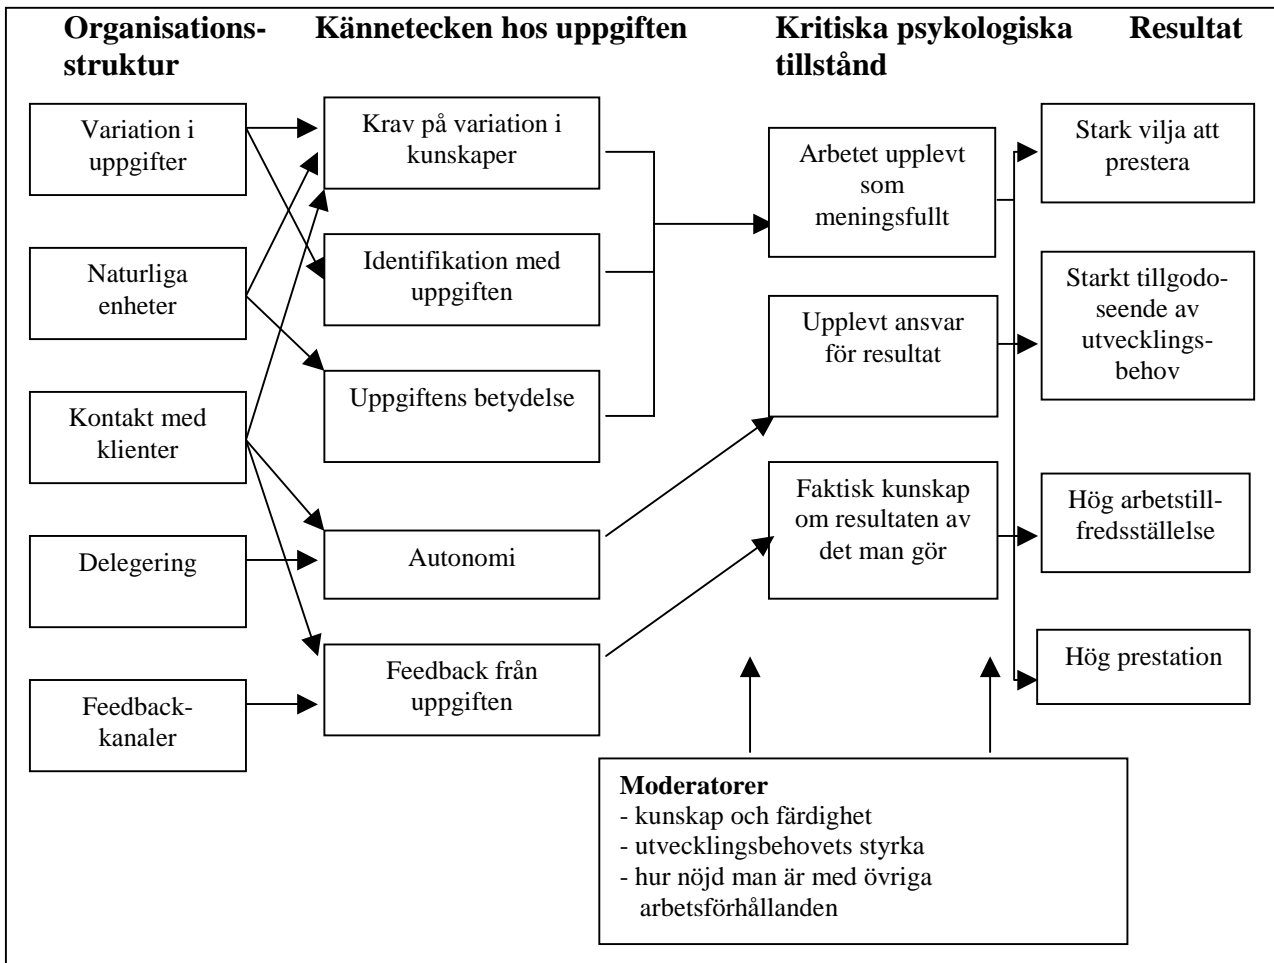 Organisations-
struktur
Kännetecken hos uppgiften
Kritiska psykologiska
tillstånd
Resultat
Variation i
uppgifter
Naturliga
enheter
Kontakt med
klienter
Delegering
Feedback-
kanaler
Krav på variation i
kunskaper
Identifikation med
uppgiften
Uppgiftens betydelse
Autonomi
Feedback från
uppgiften
Arbetet upplevt
som
meningsfullt
Upplevt ansvar
för resultat
Faktisk kunskap
om resultaten av
det man gör
Stark vilja att
prestera
Starkt tillgodo-
seende av
utvecklings-
behov
Hög arbetstill-
fredsställelse
Hög prestation
Moderatorer
- kunskap och färdighet
- utvecklingsbehovets styrka
- hur nöjd man är med övriga
arbetsförhållanden